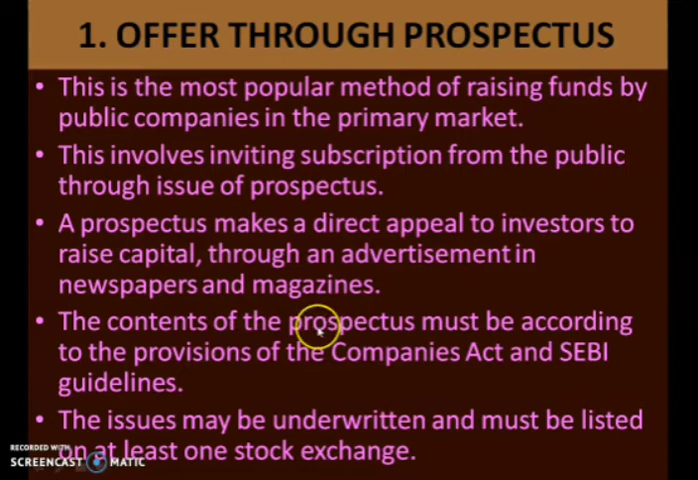 1. OFFER THROUGH PROSPECTUS
• This is the most popular method of raising funds by
public companies in the primary market.
• This involves inviting subscription from the public
through issue of prospectus.
• A prospectus makes a direct appeal to investors to
raise capital, through an advertisement in
newspapers and magazines.
• The contents of the prospectus must be according
to the provisions of the Companies Act and SEBI
guidelines.
• The issues may be underwritten and must be listed
on at least one stock exchange.
RECORDED WITH
SCREENCAST MATIC